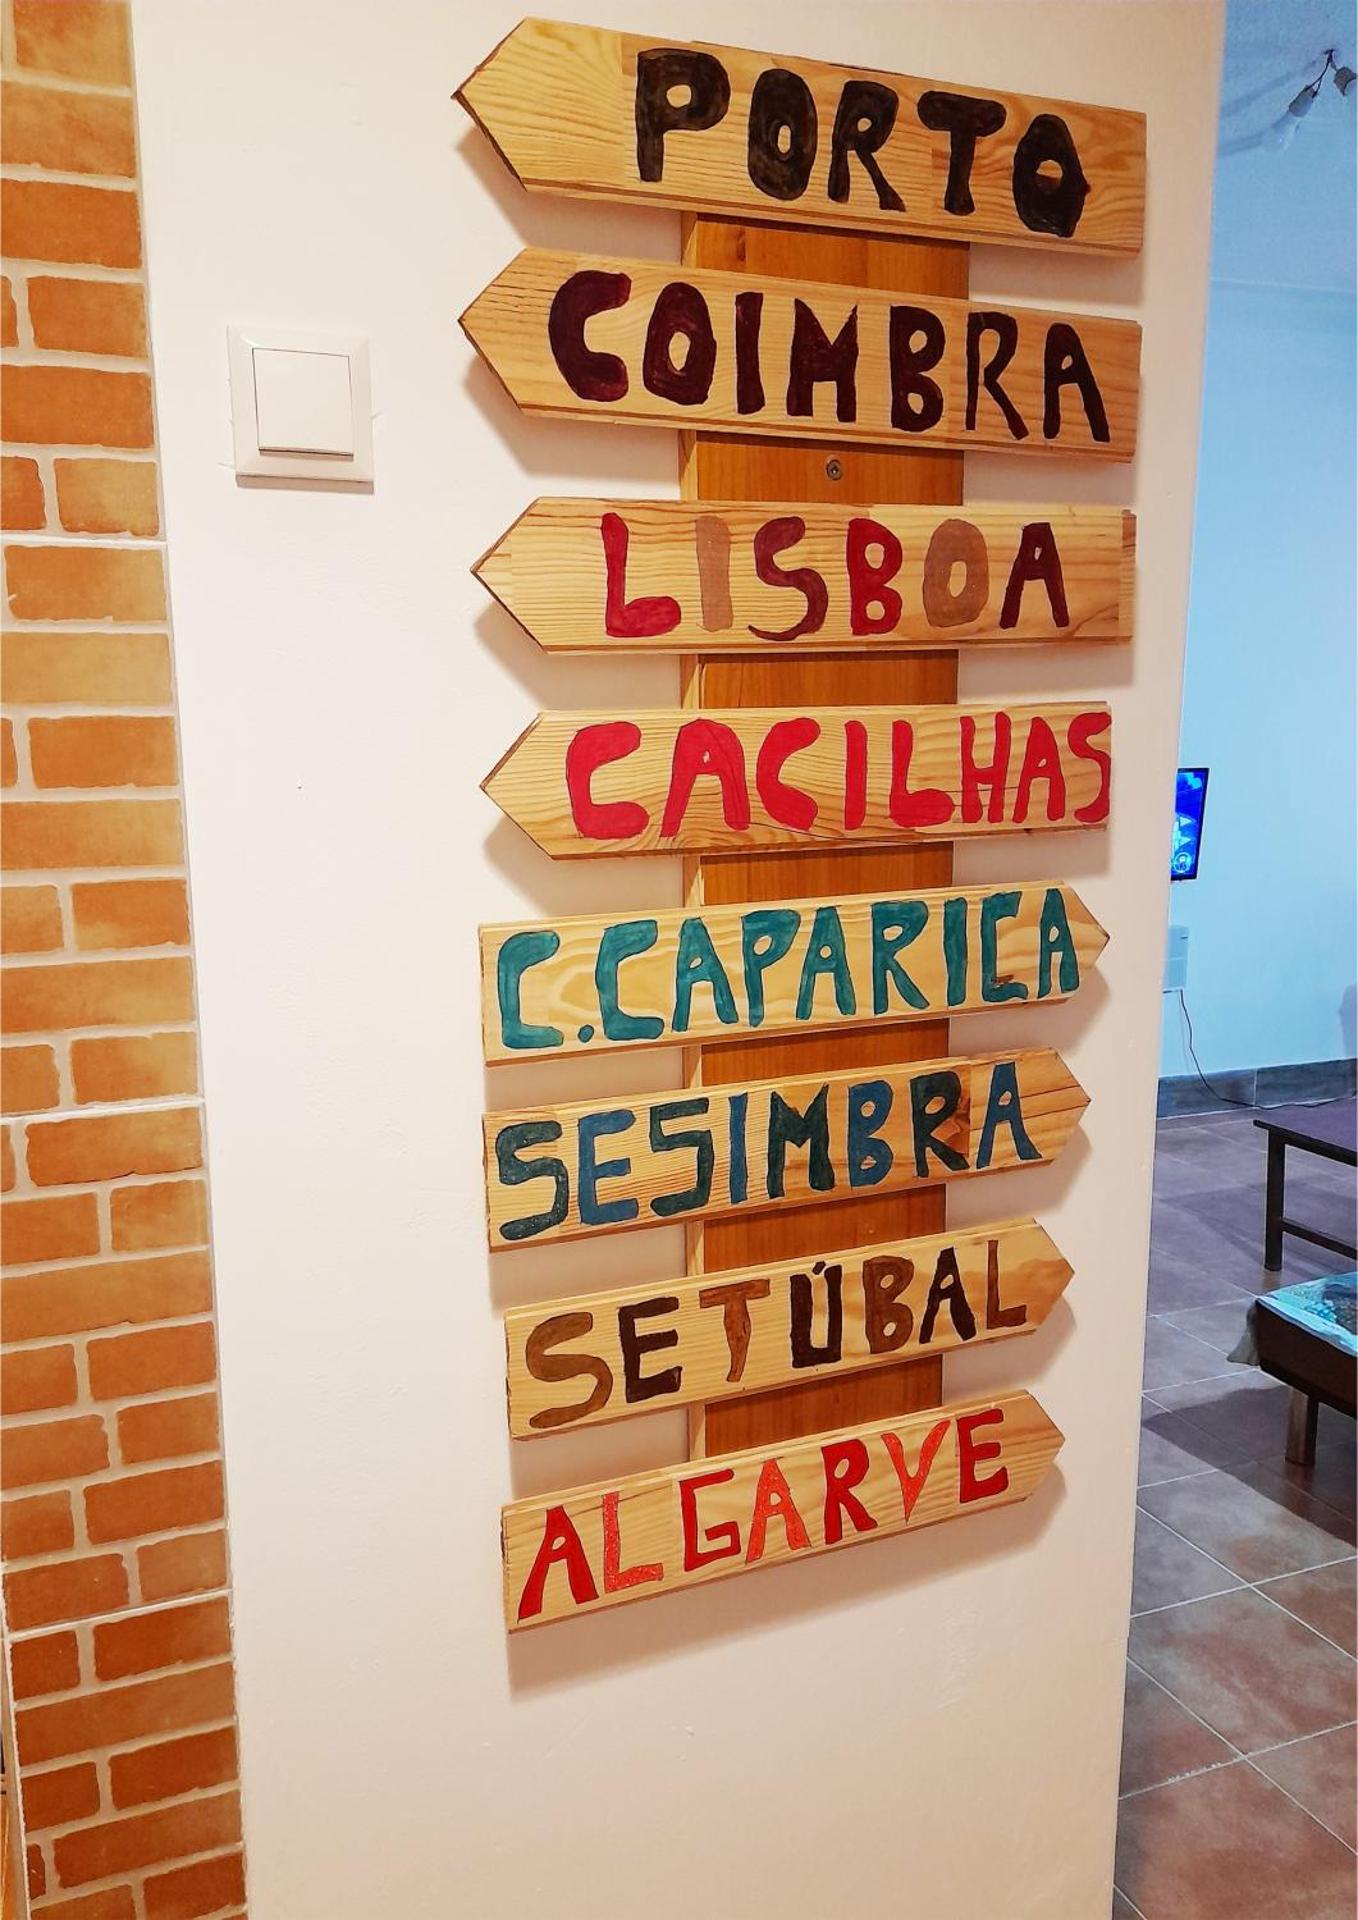 PORTO
COIMBRA
LISBOA
CACILHAS
C.CAPARICA
SESIMBRA
SETÚBAL
ALGARVE